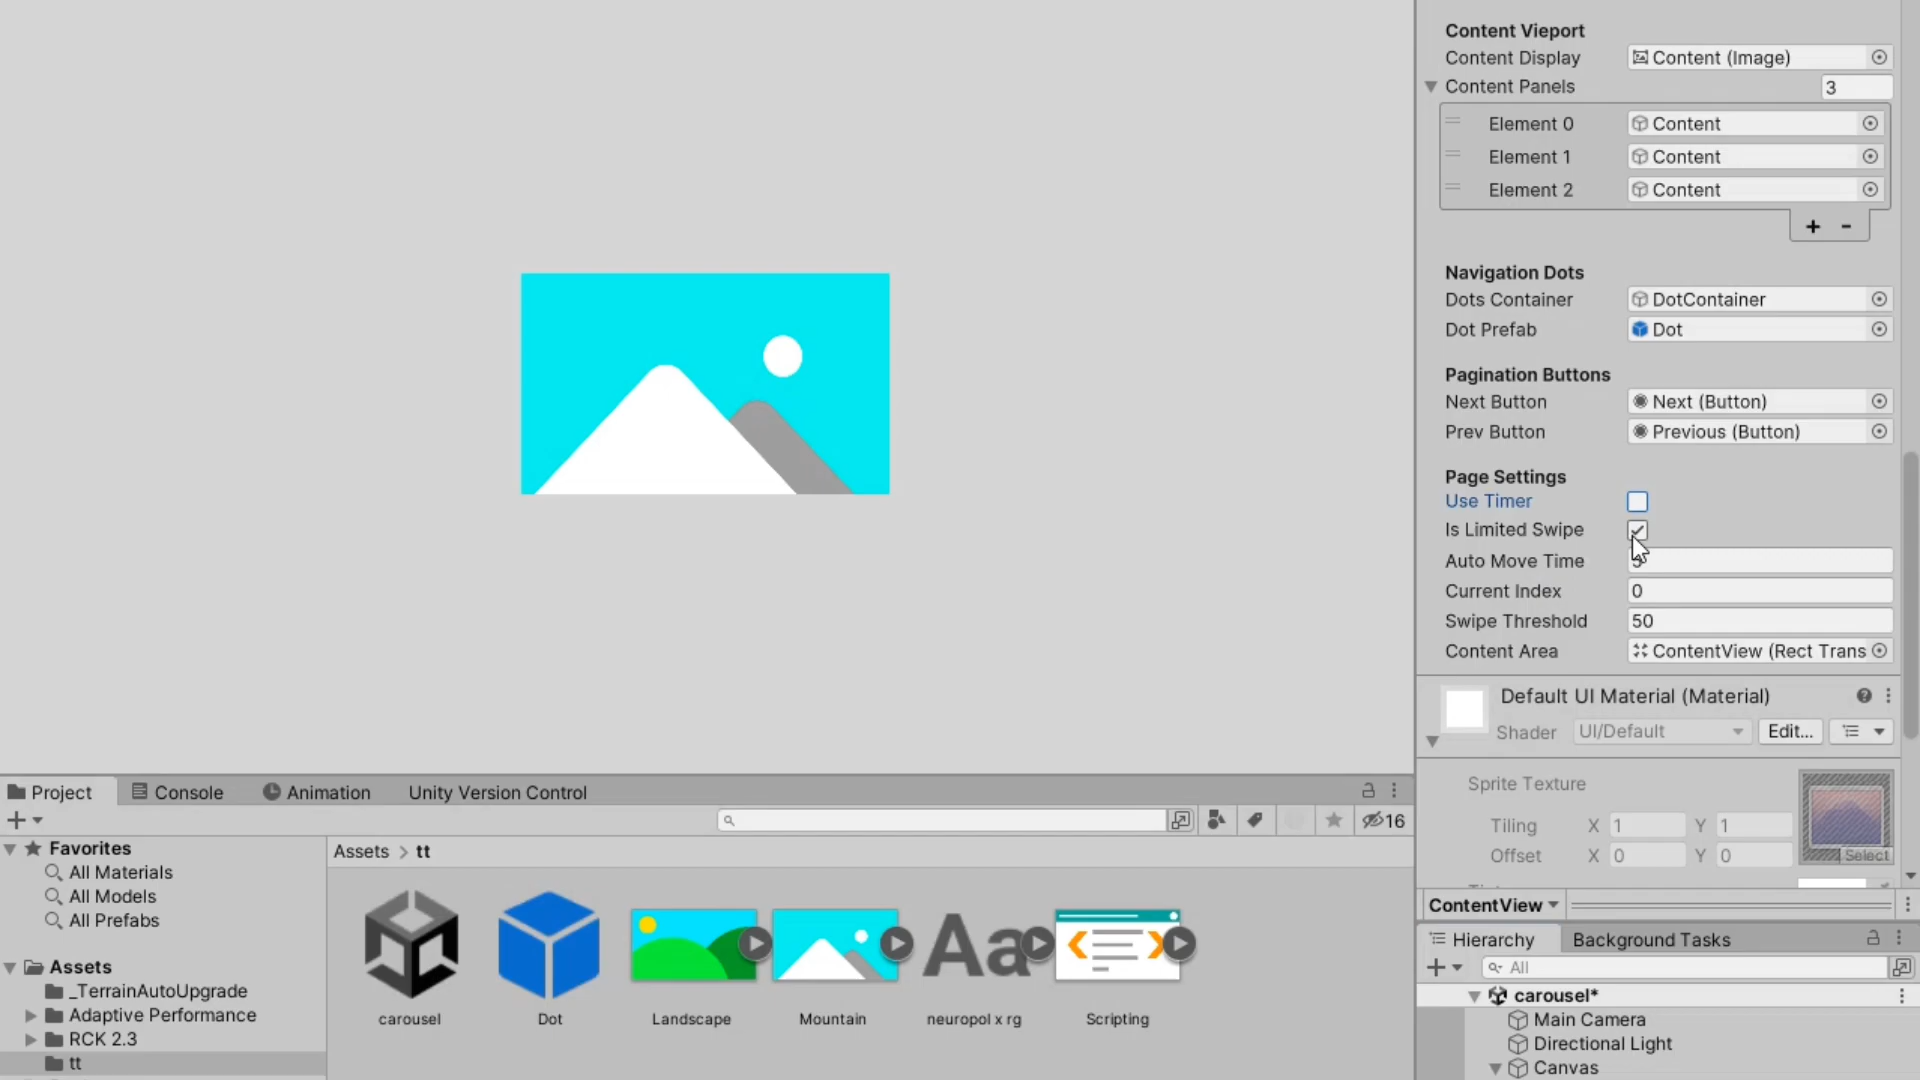 Content Vieport
Content Display Content (Image)
Content Panels 3
Element 0 Content
Element 1 Content
Element 2 Content
+ -
Navigation Dots
Dots Container DotContainer
Dot Prefab Dot
Pagination Buttons
Next Button Next (Button)
Prev Button Previous (Button)
Page Settings
Use Timer
Is Limited Swipe
Auto Move Time
Current Index 0
Swipe Threshold 50
Content Area ContentView (Rect Trans
Default UI Material (Material)
Shader UI/Default Edit...
Sprite Texture
Tiling X 1 Y 1
Offset X 0 Y 0
Select
ContentView
Hierarchy Background Tasks
All
carousel*
Main Camera
Directional Light
Canvas
Project Console Animation Unity Version Control
16
Favorites
All Materials
All Models
All Prefabs
Assets
_TerrainAutoUpgrade
Adaptive Performance
RCK 2.3
tt
Assets > tt
Aa
carousel Dot Landscape Mountain neuropol x rg Scripting